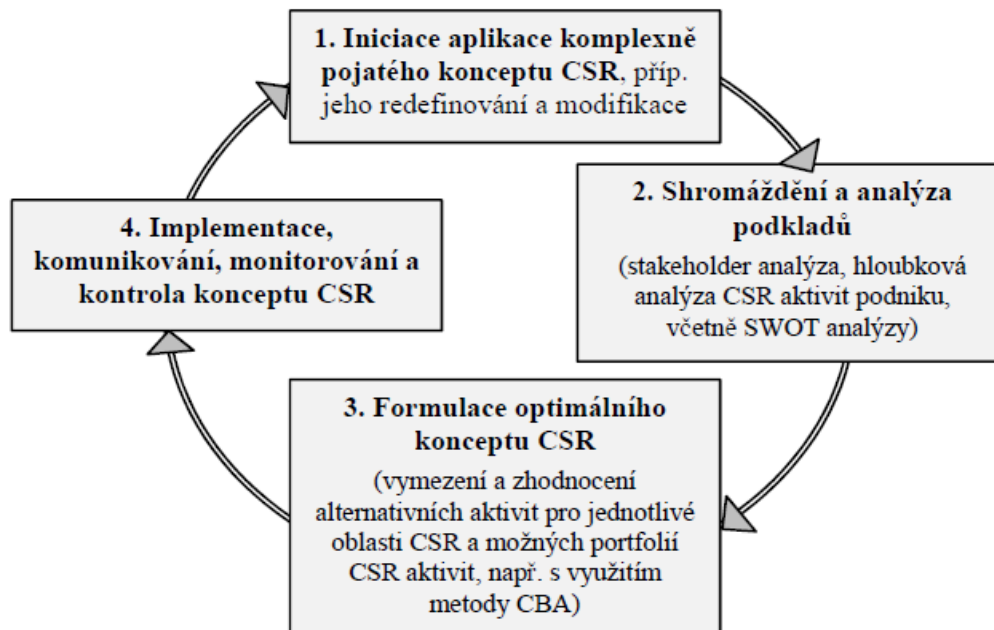 1. Iniciace aplikace komplexně
pojatého konceptu CSR, příp.
jeho redefinování a modifikace
2. Shromáždění a analýza
podkladů
(stakeholder analýza, hloubková
analýza CSR aktivit podniku,
včetně SWOT analýzy)
3. Formulace optimálního
konceptu CSR
(vymezení a zhodnocení
alternativních aktivit pro jednotlivé
oblasti CSR a možných portfolií
CSR aktivit, např. s využitím
metody CBA)
4. Implementace,
komunikování, monitorování a
kontrola konceptu CSR